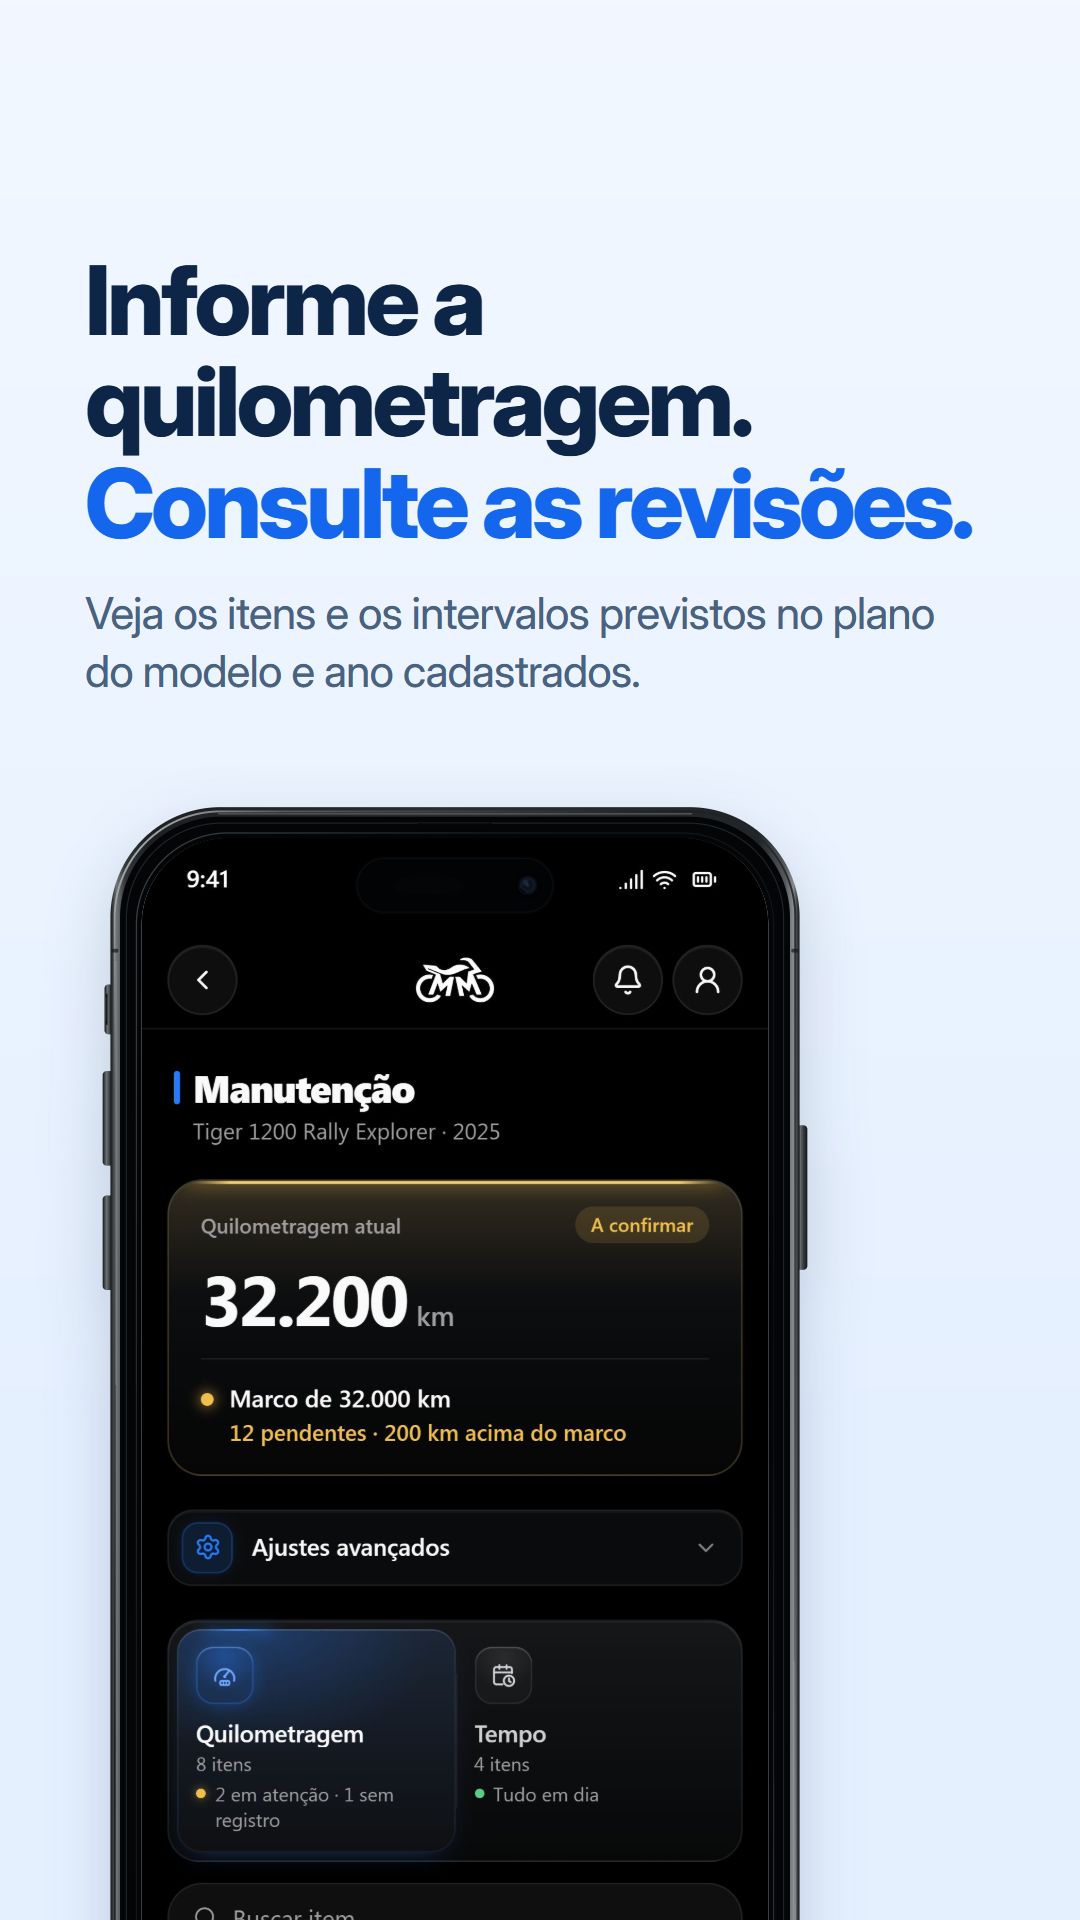 Informe a
quilometragem.
Consulte as revisões.
Veja os itens e os intervalos previstos no plano
do modelo e ano cadastrados.
9:41
MM
Manutenção
Tiger 1200 Rally Explorer · 2025
Quilometragem atual
A confirmar
32.200 km
Marco de 32.000 km
12 pendentes · 200 km acima do marco
Ajustes avançados
Quilometragem
8 itens
2 em atenção · 1 sem
registro
Tempo
4 itens
Tudo em dia
Buscar item